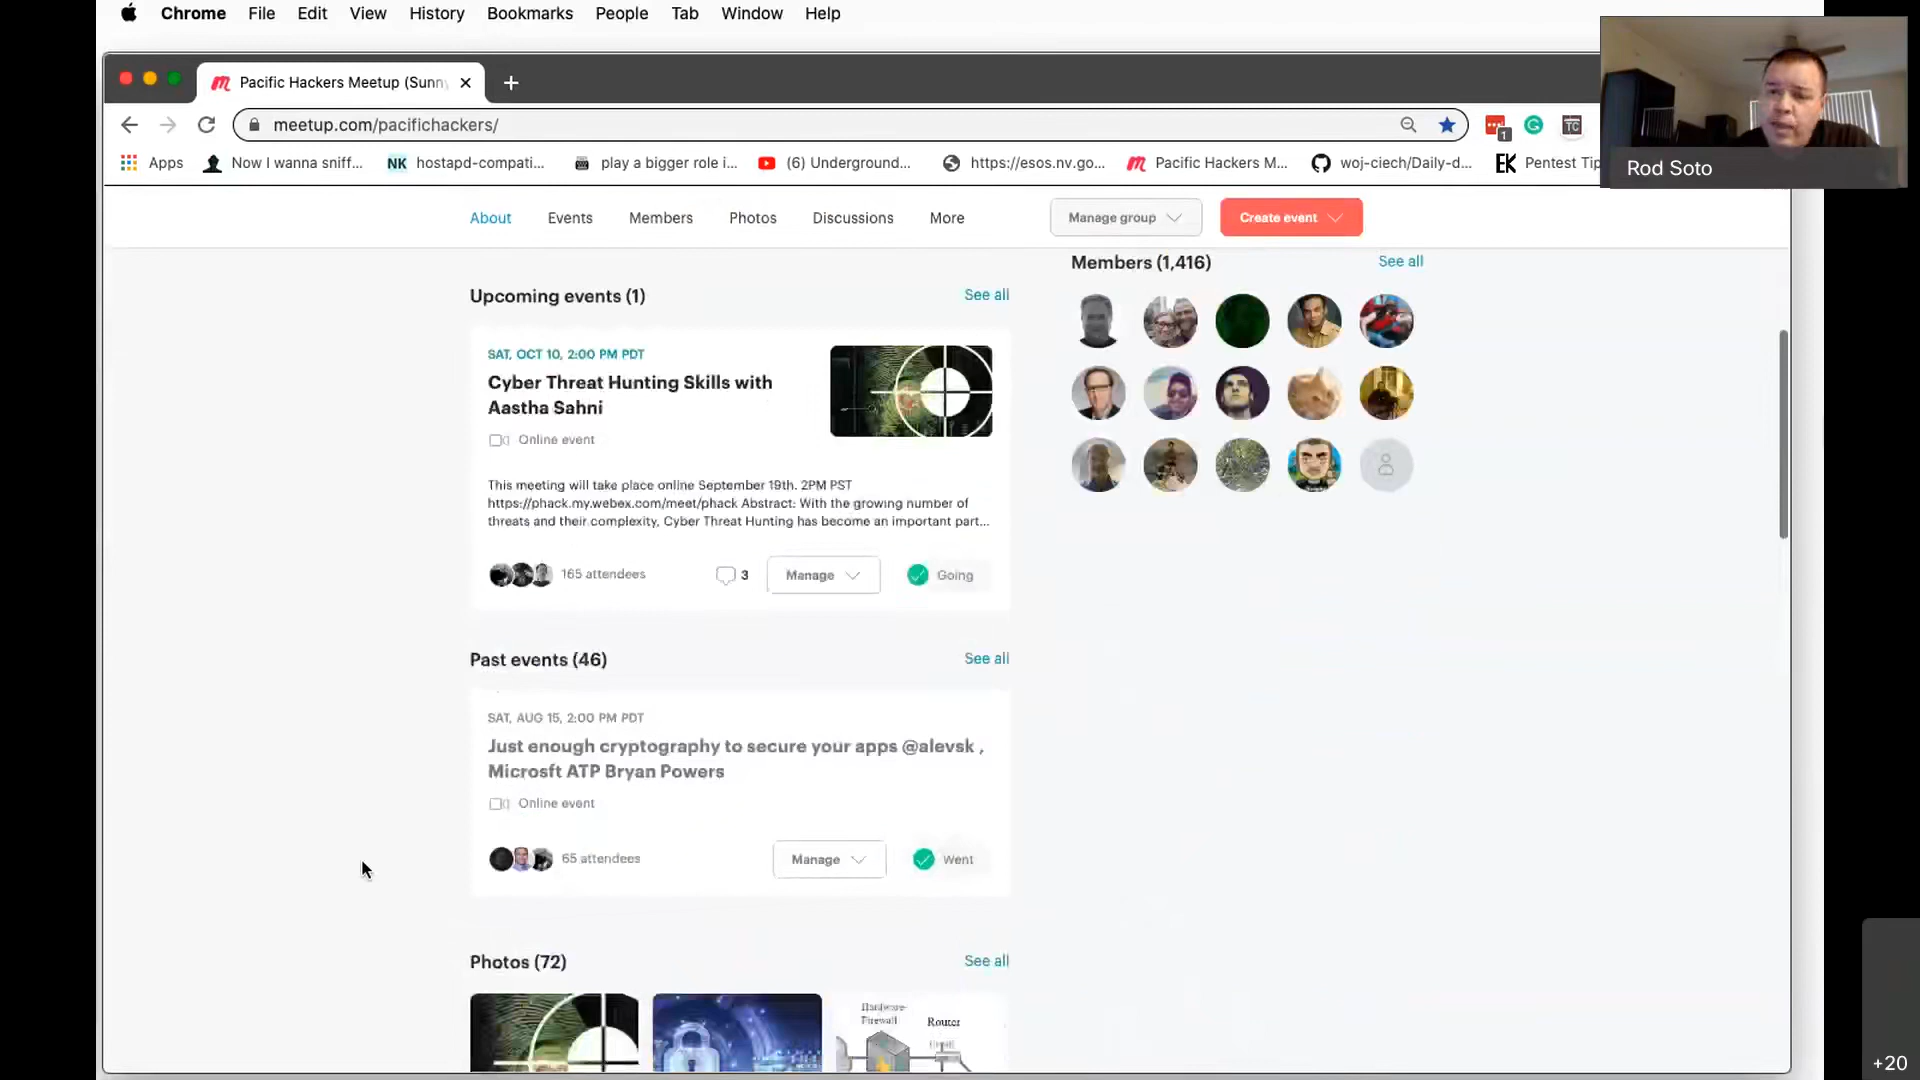 Chrome File Edit View History Bookmarks People Tab Window Help
Pacific Hackers Meetup (Sunny
meetup.com/pacifichackers/
1
TC
Apps Now I wanna sniff... NK hostapd-compati... play a bigger role i... (6) Underground... https://esos.nv.go... Pacific Hackers M... woj-ciech/Daily-d... EK Pentest Tip
Rod Soto
About Events Members Photos Discussions More Manage group Create event
Members (1,416) See all
Upcoming events (1) See all
SAT, OCT 10, 2:00 PM PDT
Cyber Threat Hunting Skills with
Aastha Sahni
Online event
This meeting will take place online September 19th. 2PM PST
https://phack.my.webex.com/meet/phack Abstract: With the growing number of
threats and their complexity, Cyber Threat Hunting has become an important part...
165 attendees 3 Manage Going
Past events (46) See all
SAT, AUG 15, 2:00 PM PDT
Just enough cryptography to secure your apps @alevsk ,
Microsft ATP Bryan Powers
Online event
65 attendees Manage Went
Photos (72) See all
Hardware-
Firewall
Router
+20